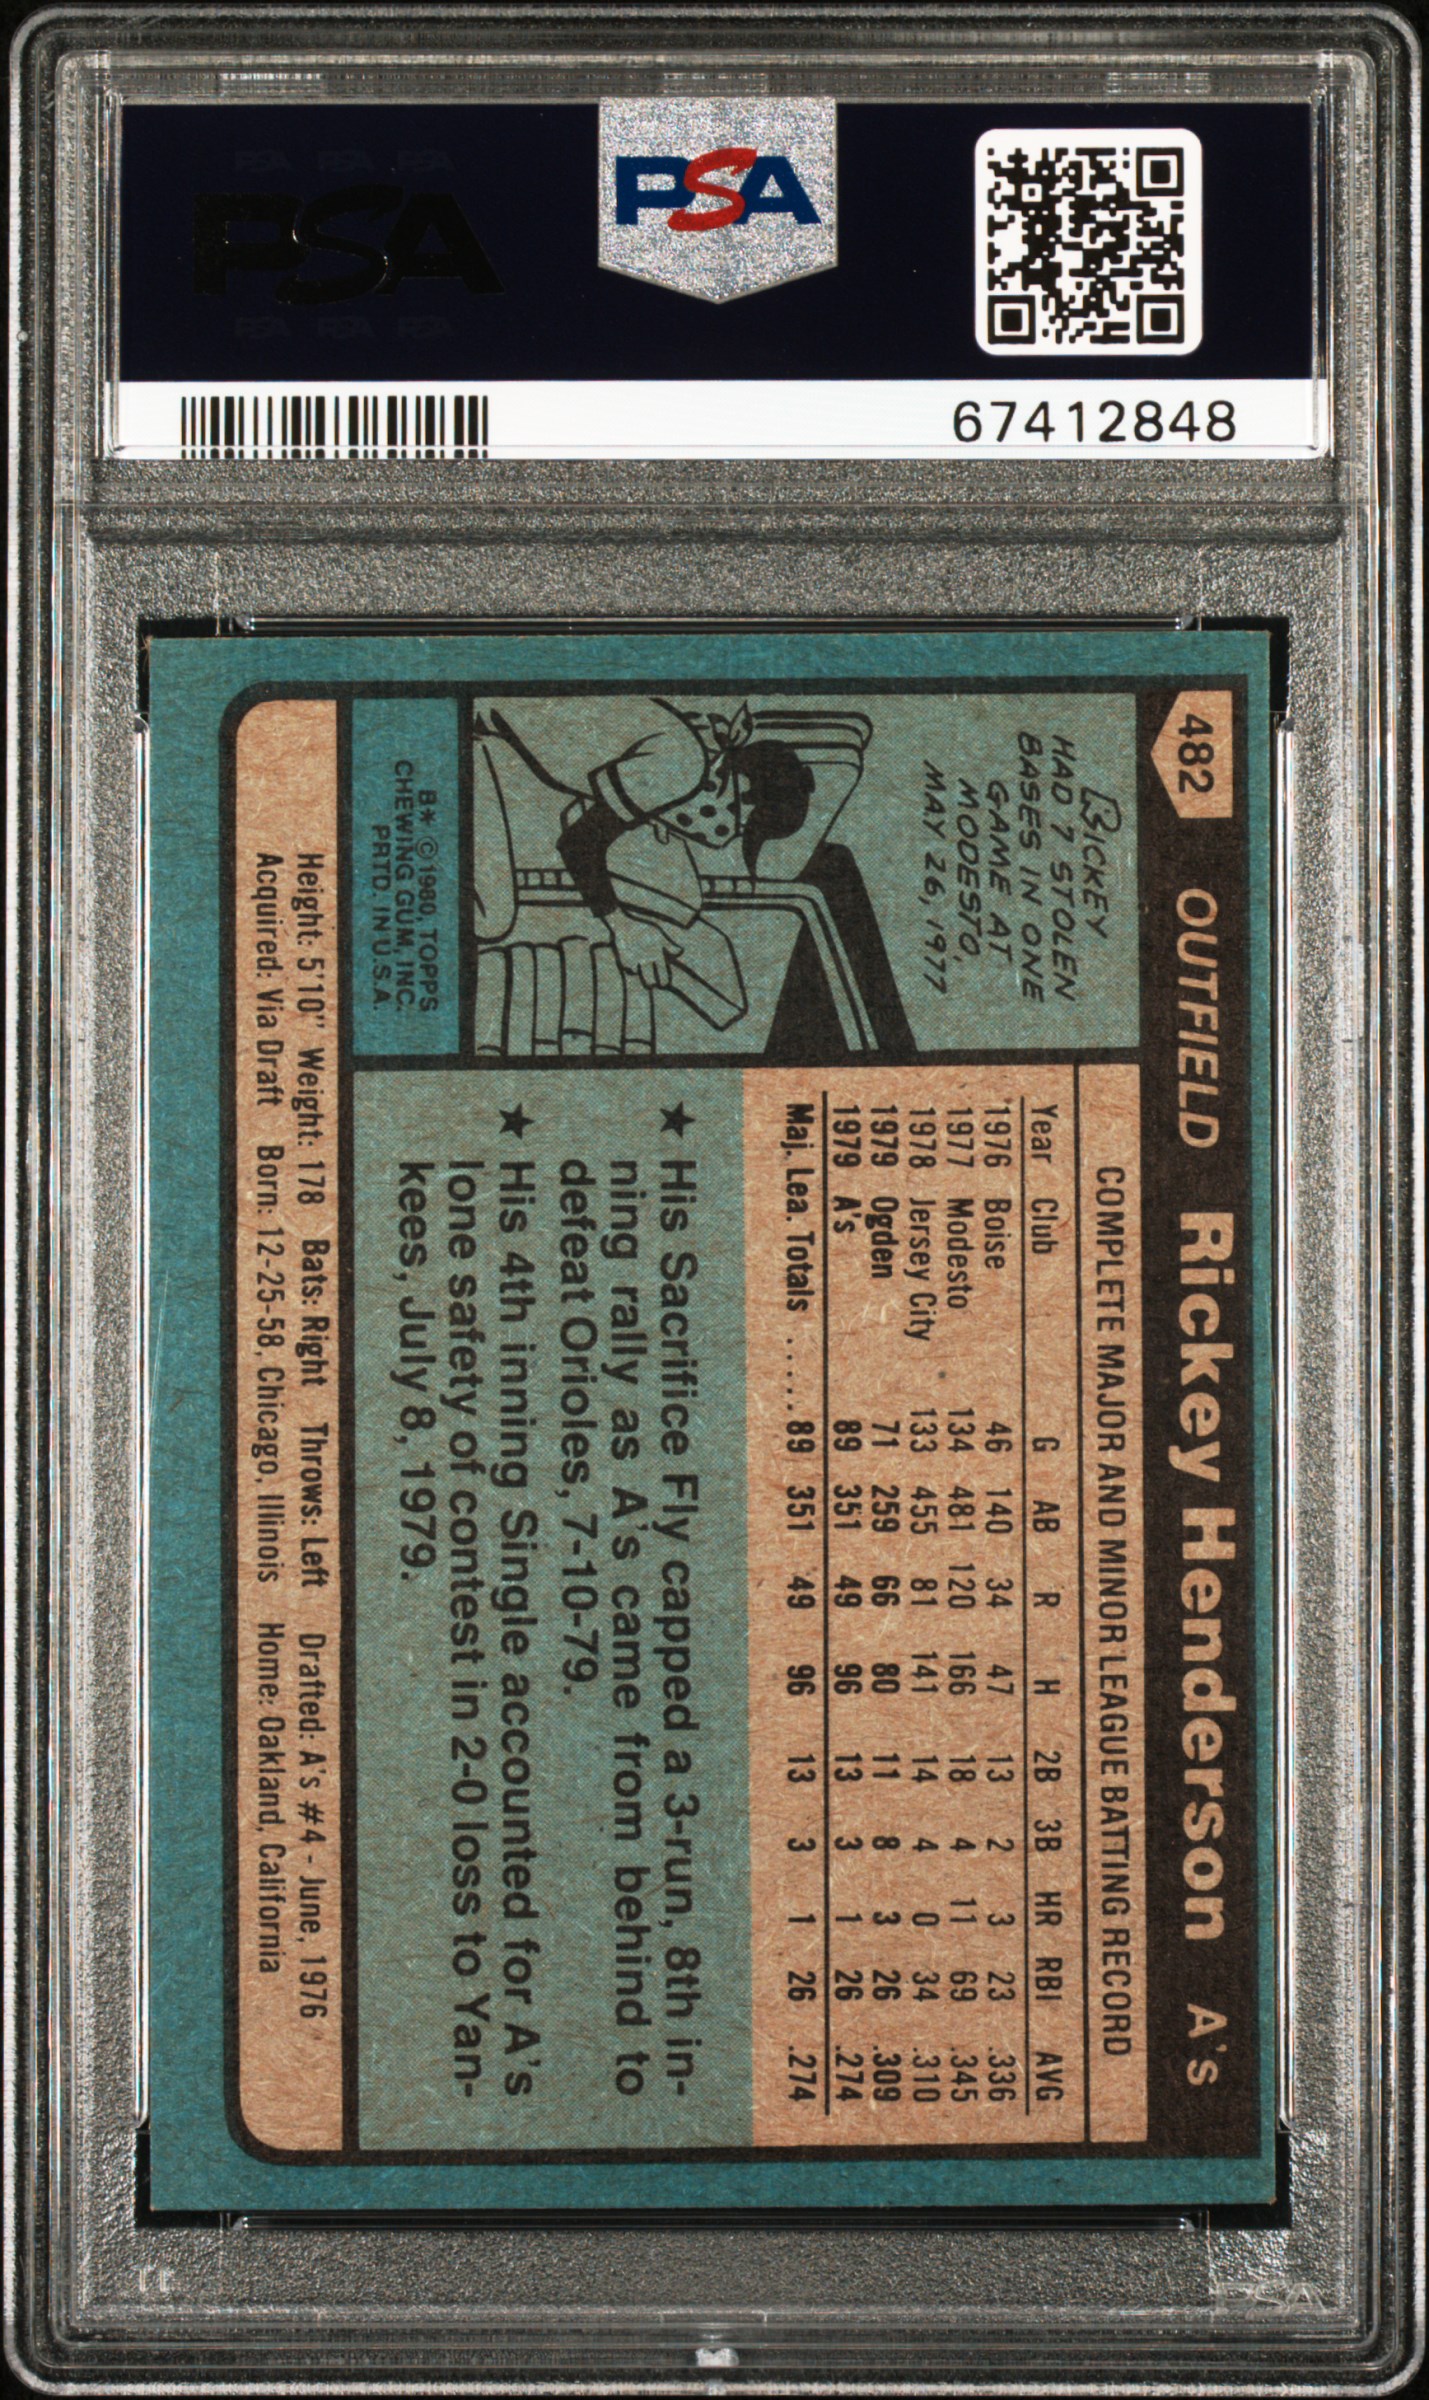 PSA PSA PSA
PSA
PSA PSA PSA
PSA
67412848
482 OUTFIELD Rickey Henderson A's
RICKEY
HAD 7 STOLEN
BASES IN ONE
GAME AT
MODESTO,
MAY 26, 1977
B* © 1980, TOPPS
CHEWING GUM, INC.
PRTD. IN U.S.A.
COMPLETE MAJOR AND MINOR LEAGUE BATTING RECORD
Year Club G AB R H 2B 3B HR RBI AVG
1976 Boise 46 140 34 47 13 2 3 23 .336
1977 Modesto 134 481 120 166 18 4 11 69 .345
1978 Jersey City 133 455 81 141 14 4 0 34 .310
1979 Ogden 71 259 66 80 11 8 3 26 .309
1979 A's 89 351 49 96 13 3 1 26 .274
Maj. Lea. Totals ..... 89 351 49 96 13 3 1 26 .274
★ His Sacrifice Fly capped a 3-run, 8th in-
ning rally as A's came from behind to
defeat Orioles, 7-10-79.
★ His 4th inning Single accounted for A's
lone safety of contest in 2-0 loss to Yan-
kees, July 8, 1979.
Height: 5'10" Weight: 178 Bats: Right Throws: Left Drafted: A's #4 - June, 1976
Acquired: Via Draft Born: 12-25-58, Chicago, Illinois Home: Oakland, California
PSA